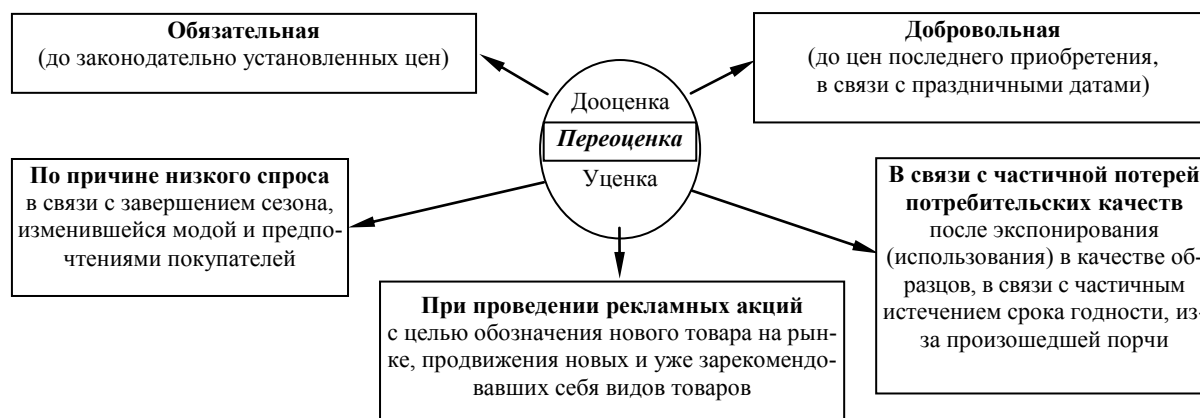 Обязательная
(до законодательно установленных цен)
Добровольная
(до цен последнего приобретения,
в связи с праздничными датами)
Дооценка
Переоценка
Уценка
По причине низкого спроса
в связи с завершением сезона,
изменившейся модой и предпо-
чтениями покупателей
При проведении рекламных акций
с целью обозначения нового товара на рын-
ке, продвижения новых и уже зарекомендо-
вавших себя видов товаров
В связи с частичной потерей
потребительских качеств
после экспонирования
(использования) в качестве об-
разцов, в связи с частичным
истечением срока годности, из-
за произошедшей порчи